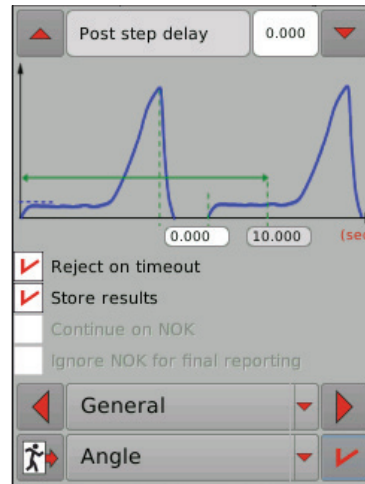 Post step delay 0.000
0.000 10.000 (sec
Reject on timeout
Store results
Continue on NOK
Ignore NOK for final reporting
General
Angle